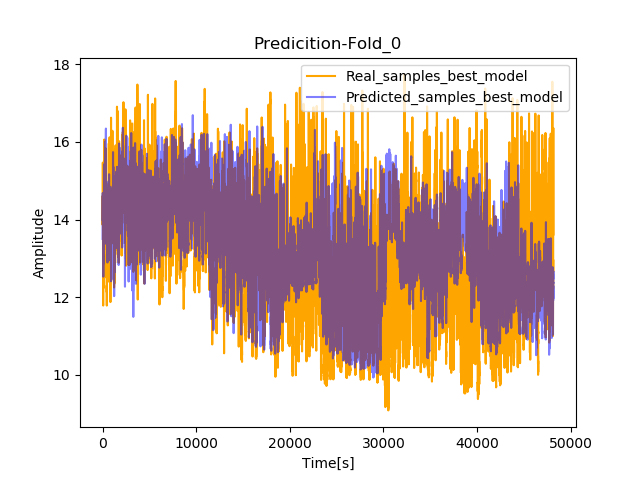 Predicition-Fold_0
Real_samples_best_model
Predicted_samples_best_model
18
16
14
12
10
Amplitude
0
10000
20000
30000
40000
50000
Time[s]